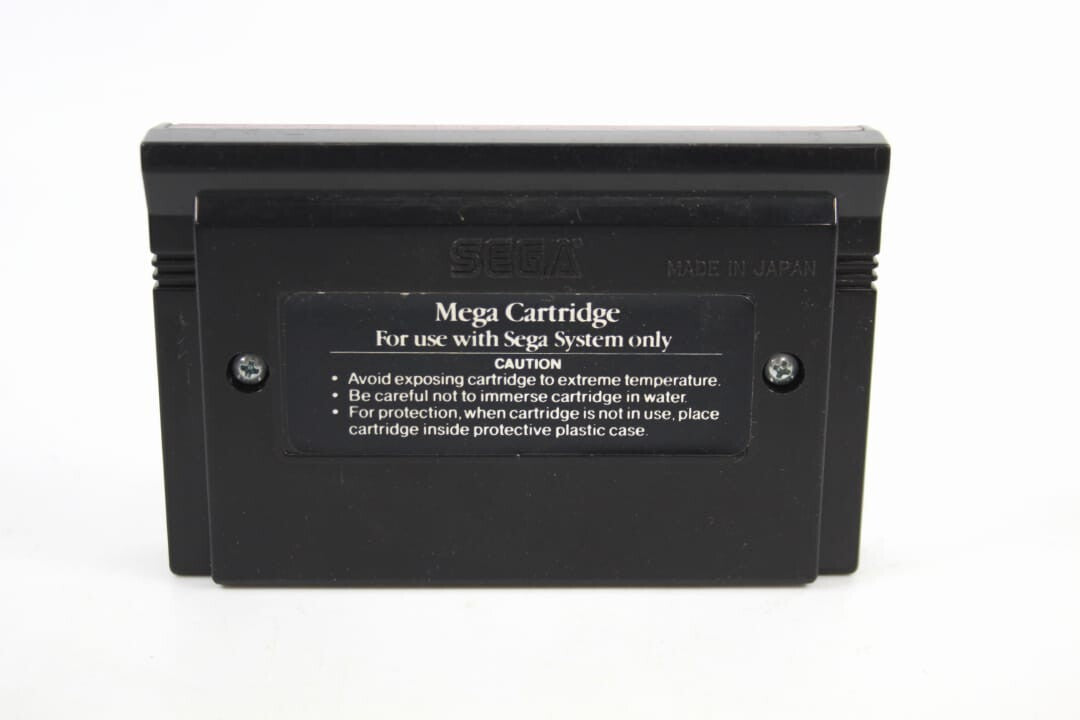 SEGA
MADE IN JAPAN
Mega Cartridge
For use with Sega System only
CAUTION
• Avoid exposing cartridge to extreme temperature.
• Be careful not to immerse cartridge in water.
• For protection, when cartridge is not in use, place
cartridge inside protective plastic case.